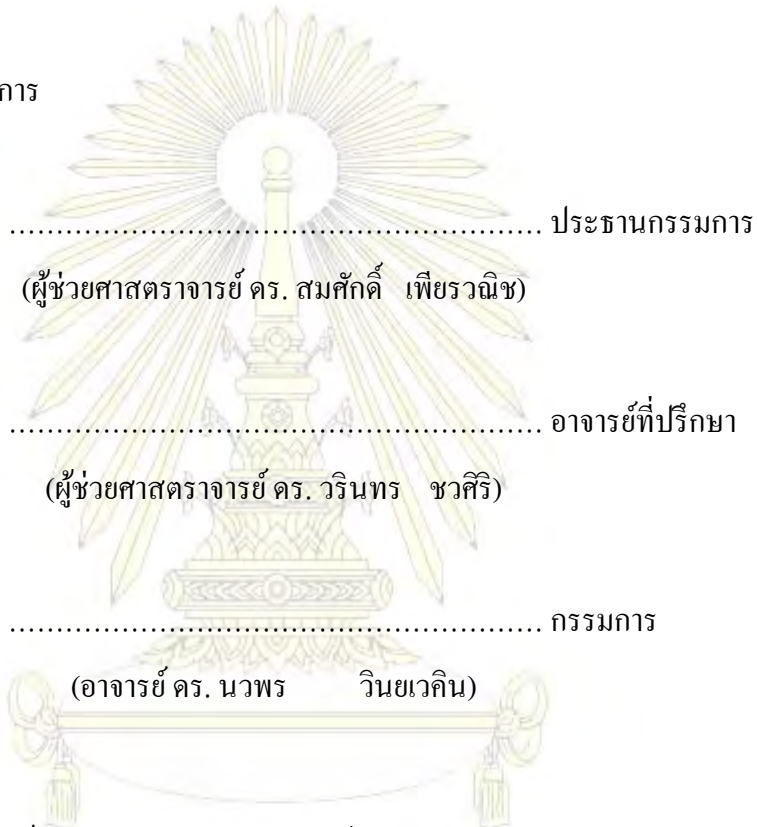 การ
........................................................ ประธานกรรมการ
(ผู้ช่วยศาสตราจารย์ ดร. สมศักดิ์ เพียรวณิช)
........................................................ อาจารย์ที่ปรึกษา
(ผู้ช่วยศาสตราจารย์ ดร. วรินทร ชวศิริ)
........................................................ กรรมการ
(อาจารย์ ดร. นวพร วินยเวคิน)